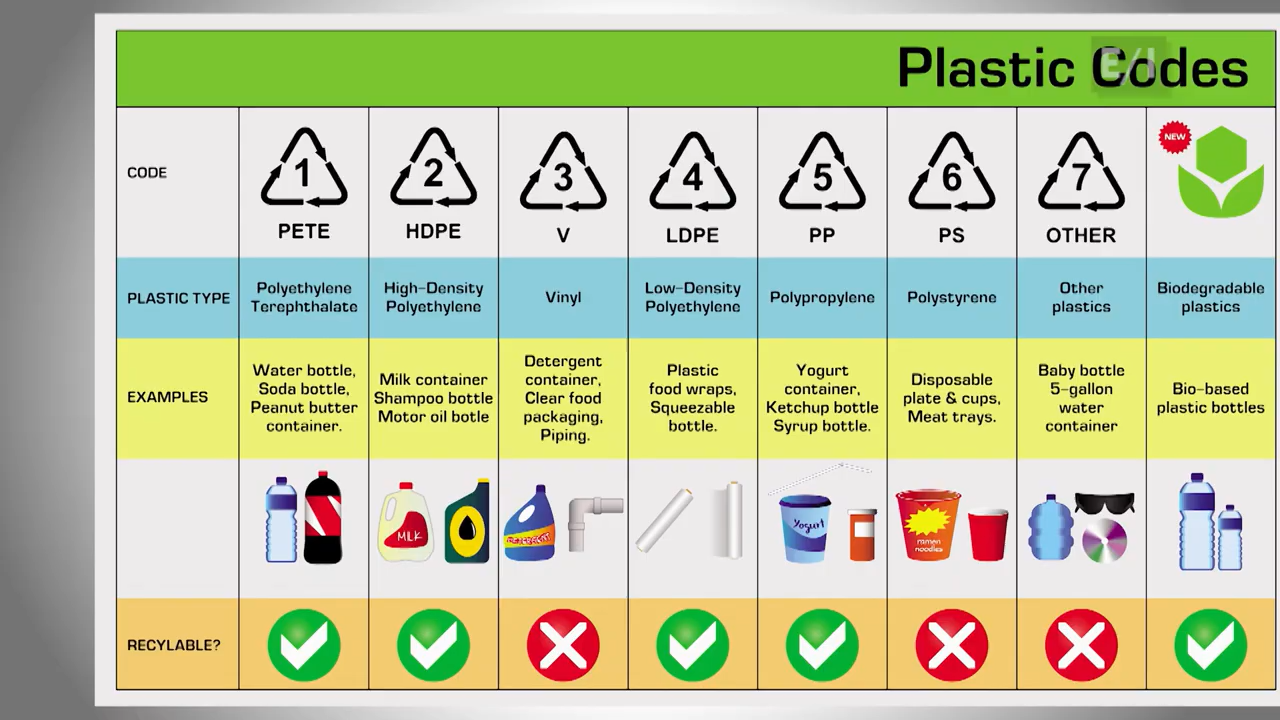 Plastic Codes
E/I
CODE
1
PETE
2
HDPE
3
V
4
LDPE
5
PP
6
PS
7
OTHER
NEW
PLASTIC TYPE
Polyethylene
Terephthalate
High-Density
Polyethylene
Vinyl
Low-Density
Polyethylene
Polypropylene
Polystyrene
Other
plastics
Biodegradable
plastics
EXAMPLES
Water bottle,
Soda bottle,
Peanut butter
container.
Milk container
Shampoo bottle
Motor oil botle
Detergent
container,
Clear food
packaging,
Piping.
Plastic
food wraps,
Squeezable
bottle.
Yogurt
container,
Ketchup bottle
Syrup bottle.
Disposable
plate & cups,
Meat trays.
Baby bottle
5-gallon
water
container
Bio-based
plastic bottles
MILK
DETERGENT
Yogurt
ramen
noodles
RECYLABLE?